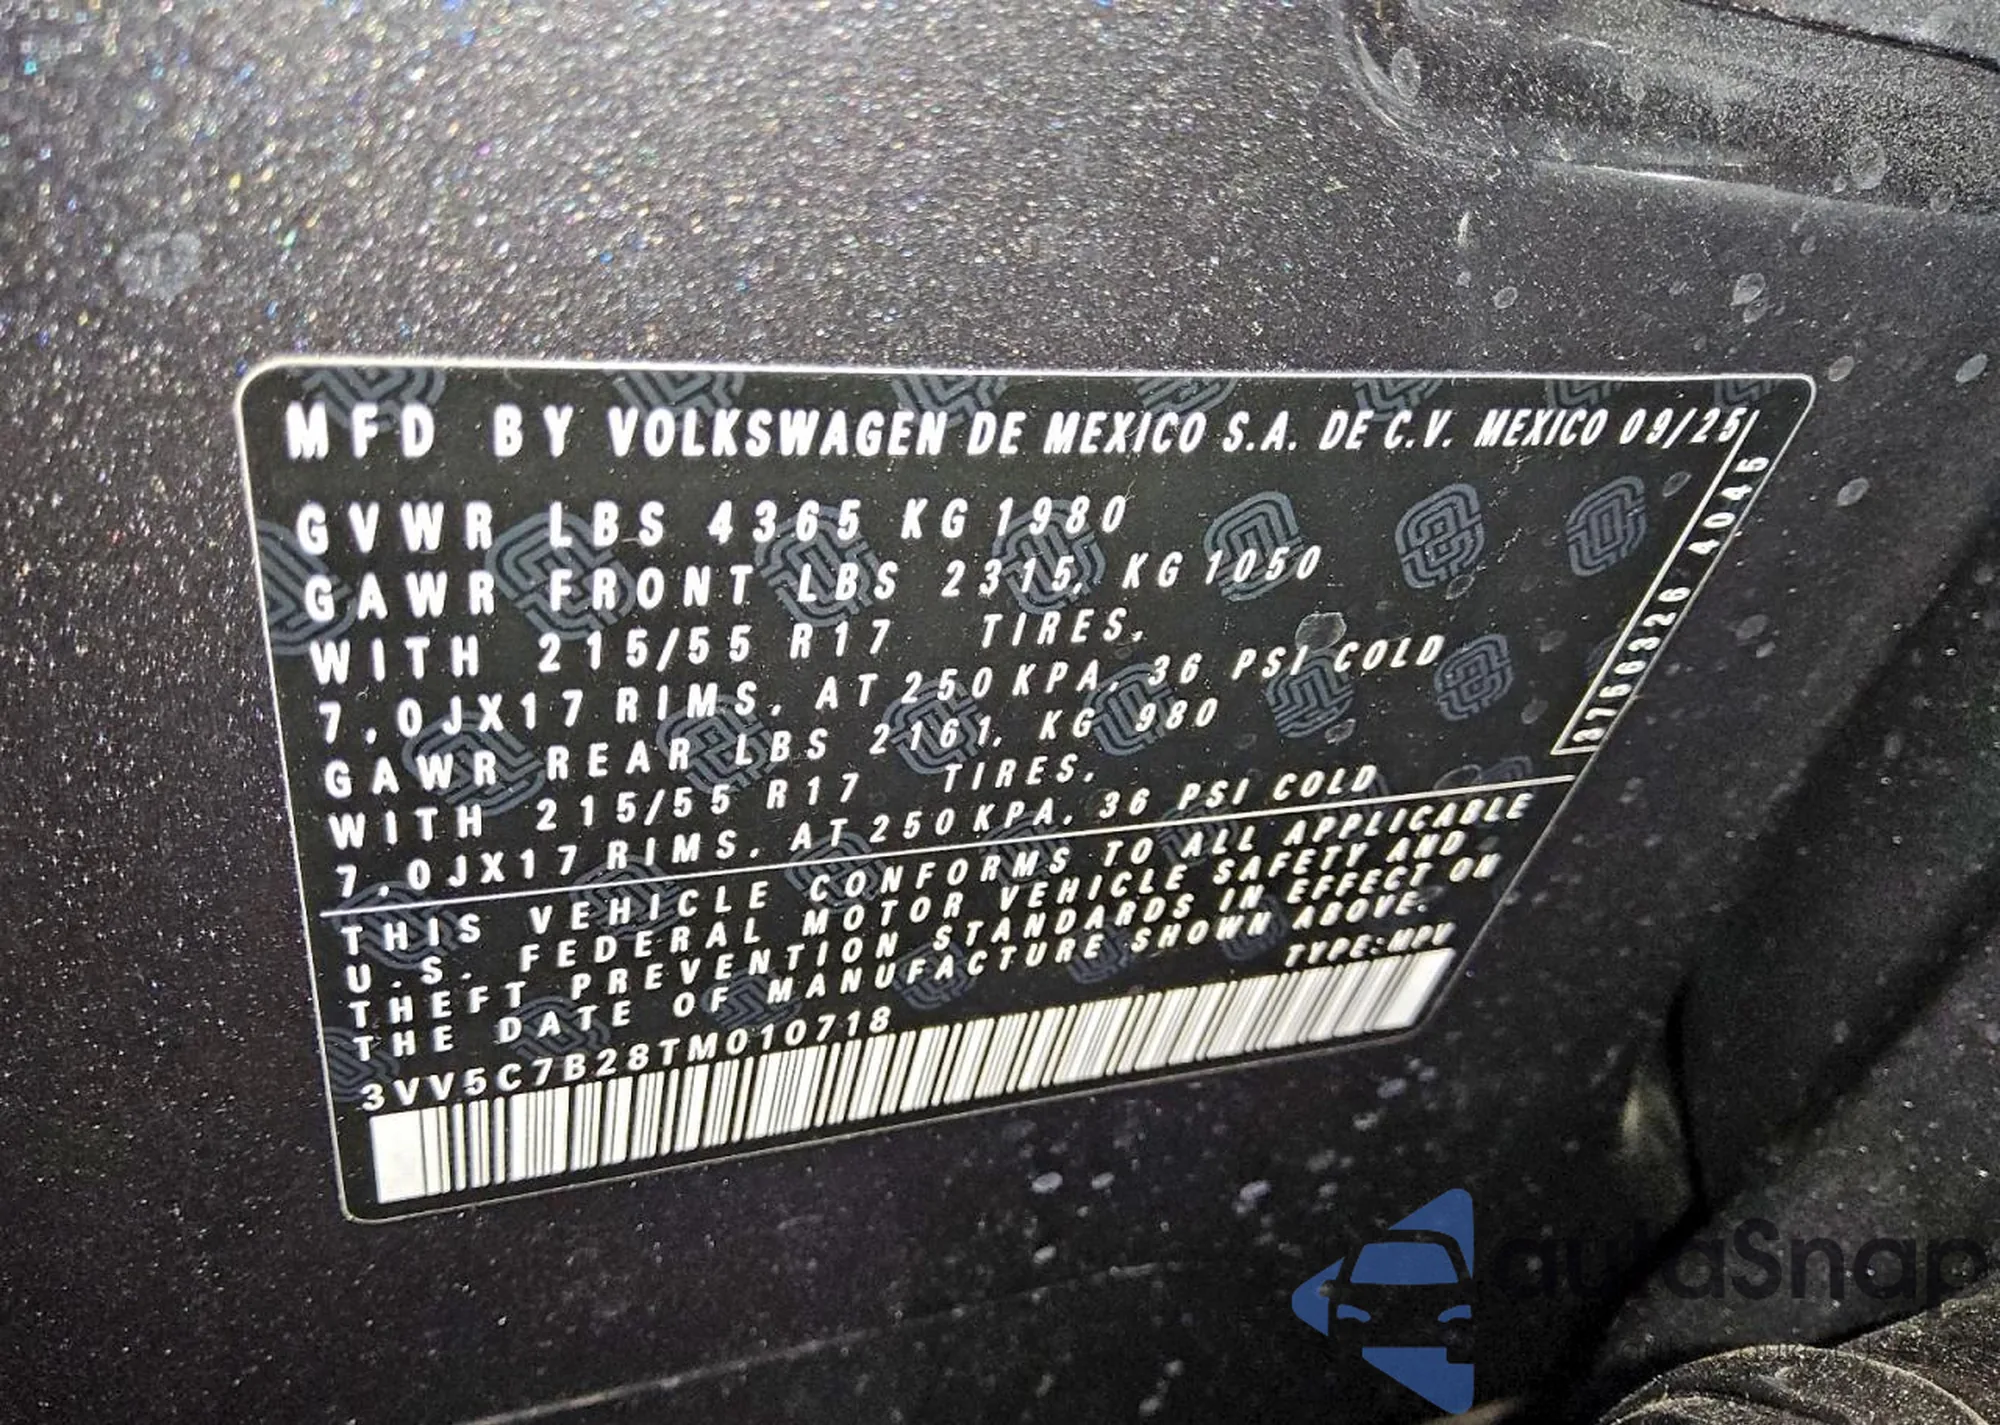 MFD BY VOLKSWAGEN DE MEXICO S.A. DE C.V. MEXICO 09/25
GVWR LBS 4365 KG 1980
GAWR FRONT LBS 2315, KG 1050
WITH 215/55 R17 TIRES,
7,0JX17 RIMS, AT 250 KPA, 36 PSI COLD
GAWR REAR LBS 2161, KG 980
WITH 215/55 R17 TIRES,
7,0JX17 RIMS, AT 250 KPA, 36 PSI COLD
3756326 4045
THIS VEHICLE CONFORMS TO ALL APPLICABLE
U.S. FEDERAL MOTOR VEHICLE SAFETY AND
THEFT PREVENTION STANDARDS IN EFFECT ON
THE DATE OF MANUFACTURE SHOWN ABOVE.
TYPE:MPV
3VV5C7B28TM010718
autaSnap